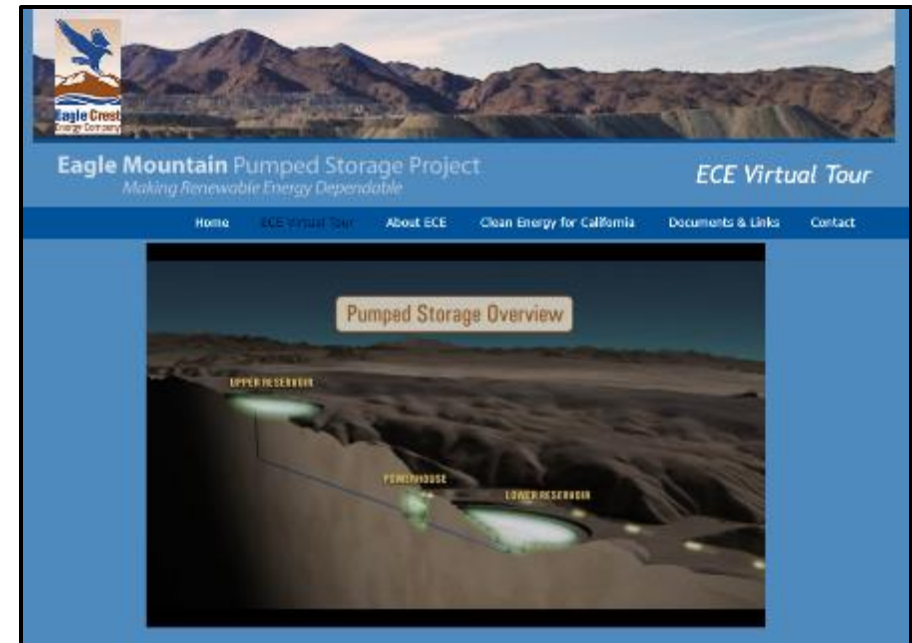 Eagle Crest
Energy Company
Eagle Mountain Pumped Storage Project
Making Renewable Energy Dependable
ECE Virtual Tour
Home ECE Virtual Tour About ECE Clean Energy for California Documents & Links Contact
Pumped Storage Overview
UPPER RESERVOIR
POWERHOUSE
LOWER RESERVOIR